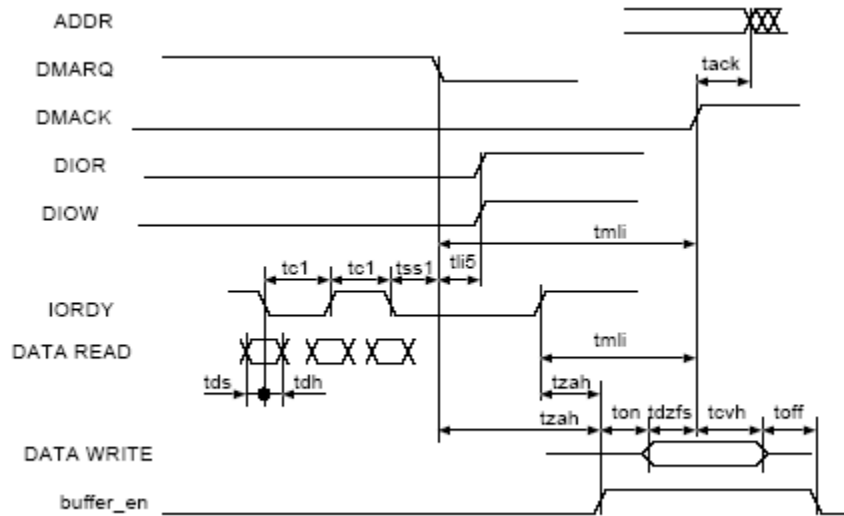 ADDR
DMARQ
tack
DMACK
DIOR
DIOW
tmli
tc1 tc1 tss1 tli5
IORDY
DATA READ
tmli
tds tdh
tzah
tzah ton tdzfs tcvh toff
DATA WRITE
buffer_en